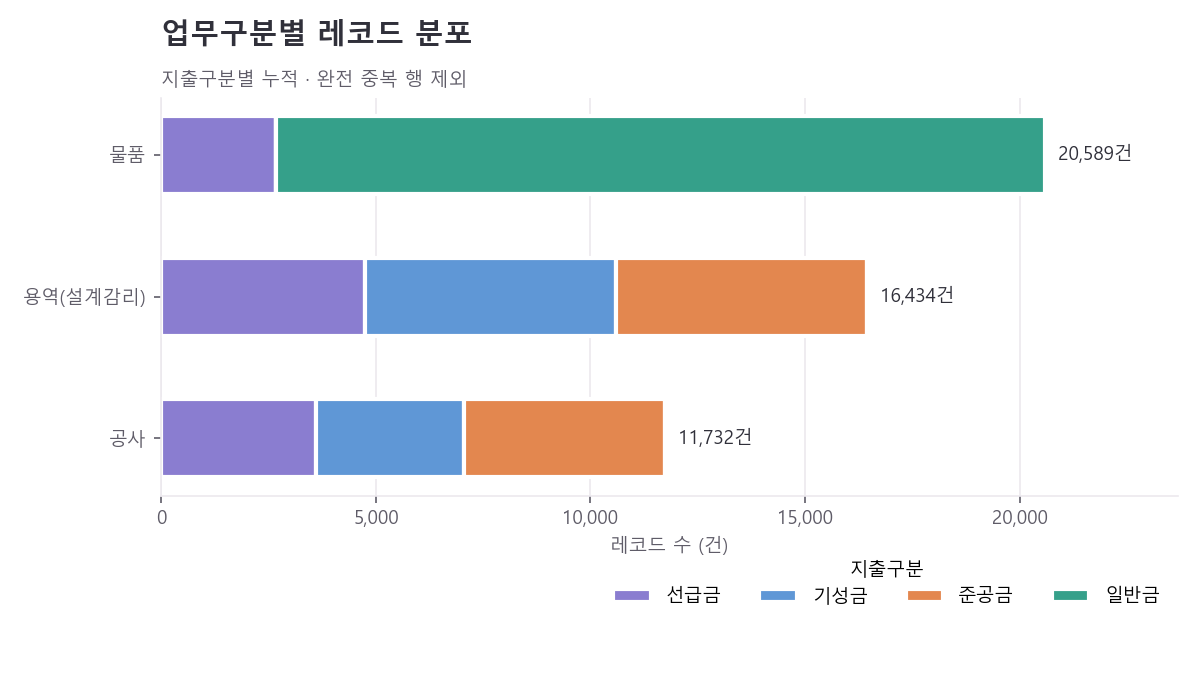 업무구분별 레코드 분포
지출구분별 누적 · 완전 중복 행 제외
물품
20,589건
용역(설계감리)
16,434건
공사
11,732건
0 5,000 10,000 15,000 20,000
레코드 수 (건)
지출구분
선급금 기성금 준공금 일반금